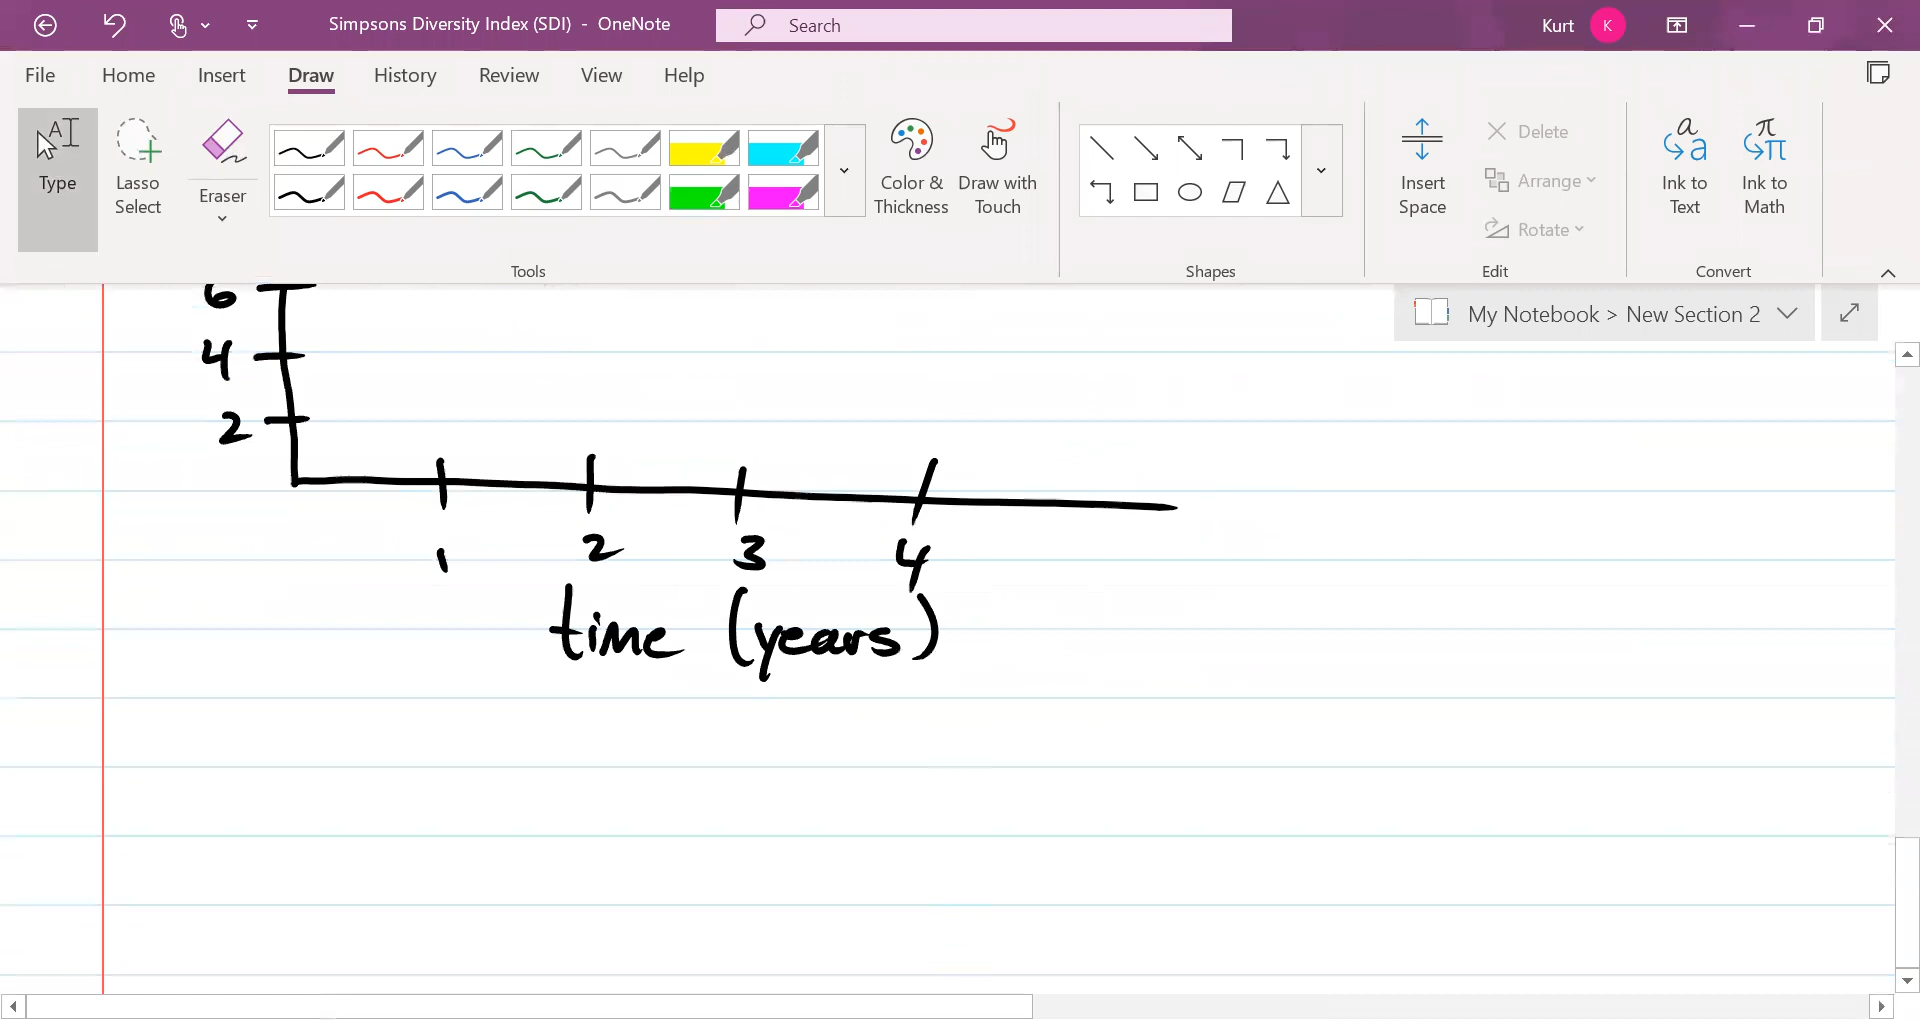 Simpsons Diversity Index (SDI) - OneNote
Search
Kurt K
File Home Insert Draw History Review View Help
Type
Lasso Select
Eraser
Color & Thickness
Draw with Touch
Tools
Shapes
Insert Space
Delete
Arrange
Rotate
Edit
a
a
Ink to Text
π
π
Ink to Math
Convert
My Notebook > New Section 2
6
4
2
1 2 3 4
time (years)